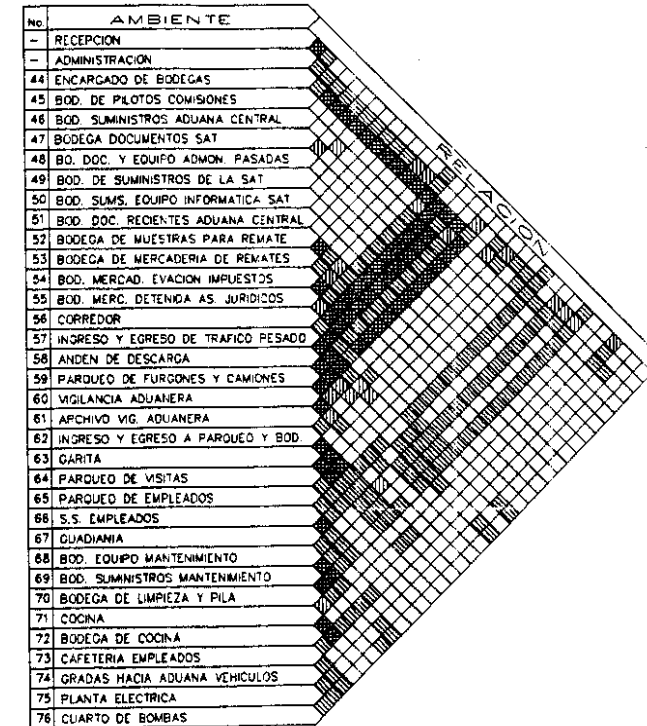 No. AMBIENTE
- RECEPCION
- ADMINISTRACION
44 ENCARGADO DE BODEGAS
45 BOD. DE PILOTOS COMISIONES
46 BOD. SUMINISTROS ADUANA CENTRAL
47 BODEGA DOCUMENTOS SAT
48 BO. DOC. Y EQUIPO ADMON. PASADAS
49 BOD. DE SUMINISTROS DE LA SAT
50 BOD. SUMS. EQUIPO INFORMATICA SAT
51 BOD. DOC. RECIENTES ADUANA CENTRAL
52 BODEGA DE MUESTRAS PARA REMATE
53 BODEGA DE MERCADERIA DE REMATES
54 BOD. MERCAD. EVACION IMPUESTOS
55 BOD. MERC. DETENIDA AS. JURIDICOS
56 CORREDOR
57 INGRESO Y EGRESO DE TRAFICO PESADO
58 ANDEN DE DESCARGA
59 PARQUEO DE FURGONES Y CAMIONES
60 VIGILANCIA ADUANERA
61 ARCHIVO VIG. ADUANERA
62 INGRESO Y EGRESO A PARQUEO Y BOD.
63 GARITA
64 PARQUEO DE VISITAS
65 PARQUEO DE EMPLEADOS
66 S.S. EMPLEADOS
67 GUADIANIA
68 BOD. EQUIPO MANTENIMIENTO
69 BOD. SUMINISTROS MANTENIMIENTO
70 BODEGA DE LIMPIEZA Y PILA
71 COCINA
72 BODEGA DE COCINA
73 CAFETERIA EMPLEADOS
74 GRADAS HACIA ADUANA VEHICULOS
75 PLANTA ELECTRICA
76 CUARTO DE BOMBAS
RELACION